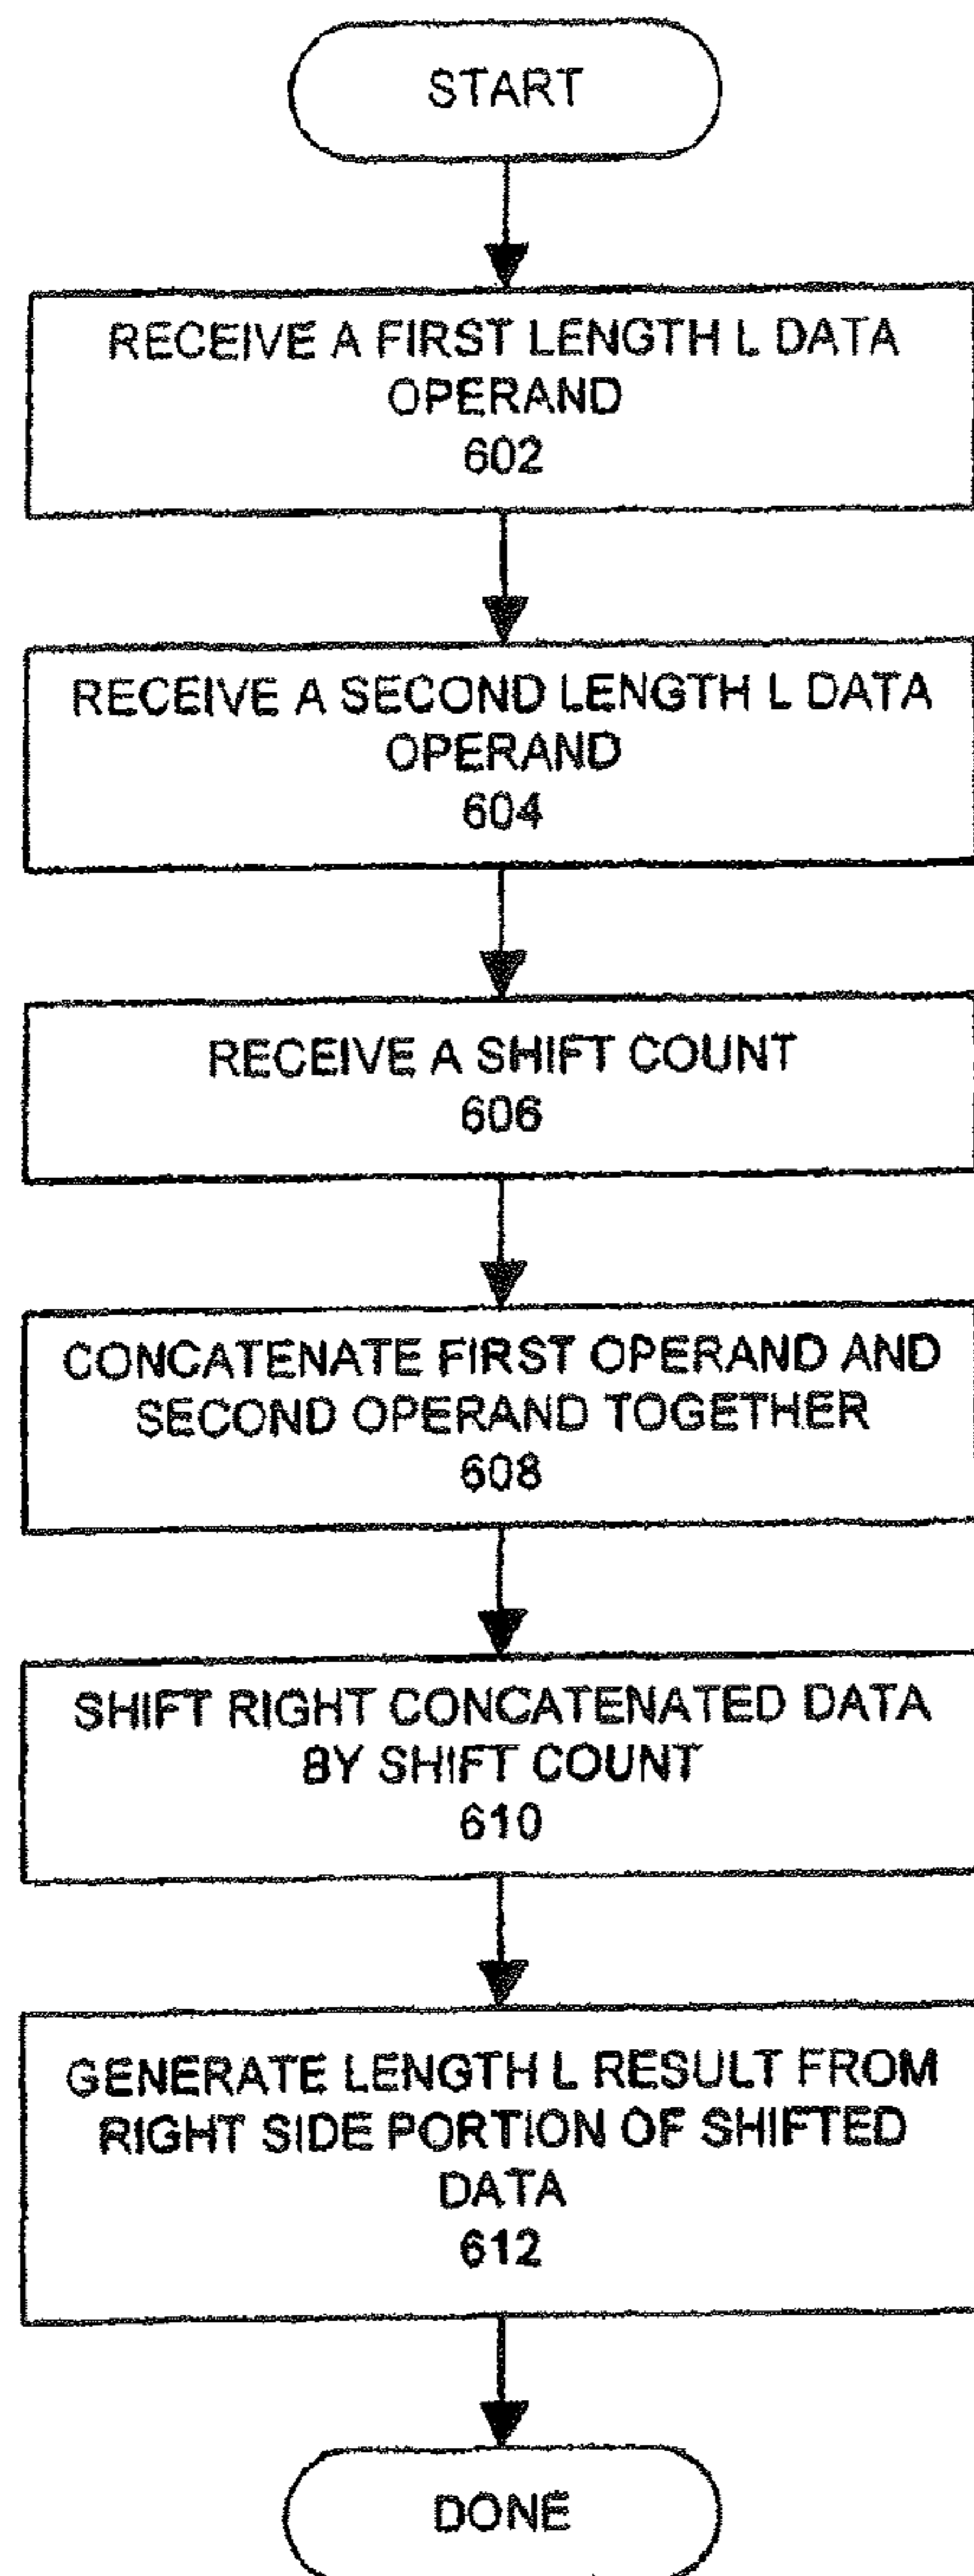 START
RECEIVE A FIRST LENGTH L DATA
OPERAND
602
RECEIVE A SECOND LENGTH L DATA
OPERAND
604
RECEIVE A SHIFT COUNT
606
CONCATENATE FIRST OPERAND AND
SECOND OPERAND TOGETHER
608
SHIFT RIGHT CONCATENATED DATA
BY SHIFT COUNT
610
GENERATE LENGTH L RESULT FROM
RIGHT SIDE PORTION OF SHIFTED
DATA
612
DONE